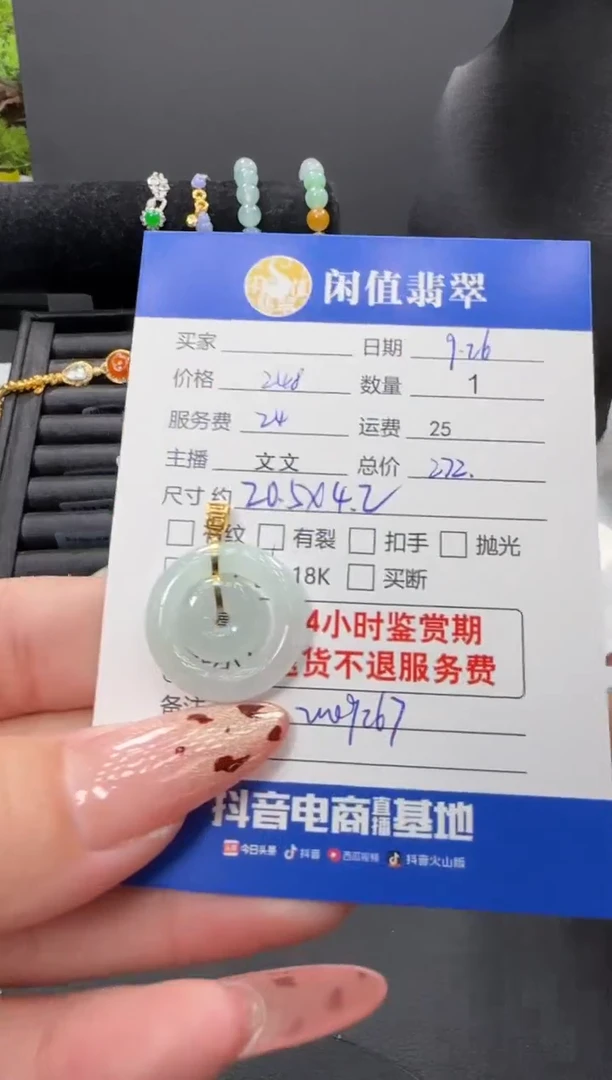 闲值翡翠
买家 日期 9.26
价格 248 数量 1
服务费 24 运费 25
主播 文文 总价 272.
尺寸 约 20.5X4.2
纹 有裂 扣手 抛光
18K 买断
4小时鉴赏期
货不退服务费
备注
抖音电商直播基地
今日头条 抖音 西瓜视频 抖音火山版